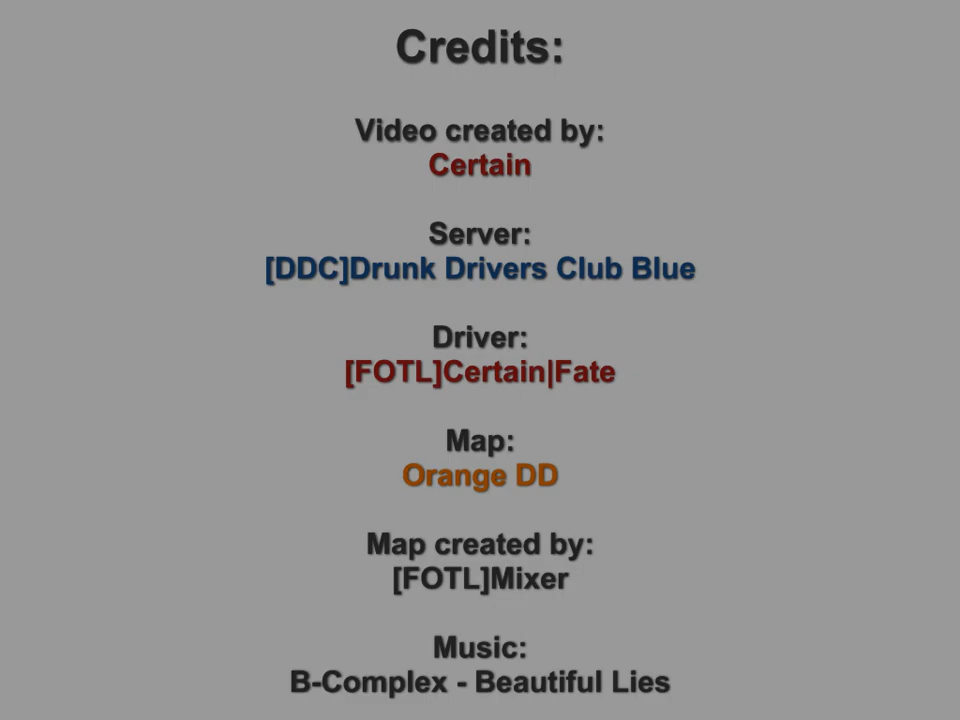 Credits:
Video created by:
Certain
Server:
[DDC]Drunk Drivers Club Blue
Driver:
[FOTL]Certain|Fate
Map:
Orange DD
Map created by:
[FOTL]Mixer
Music:
B-Complex - Beautiful Lies